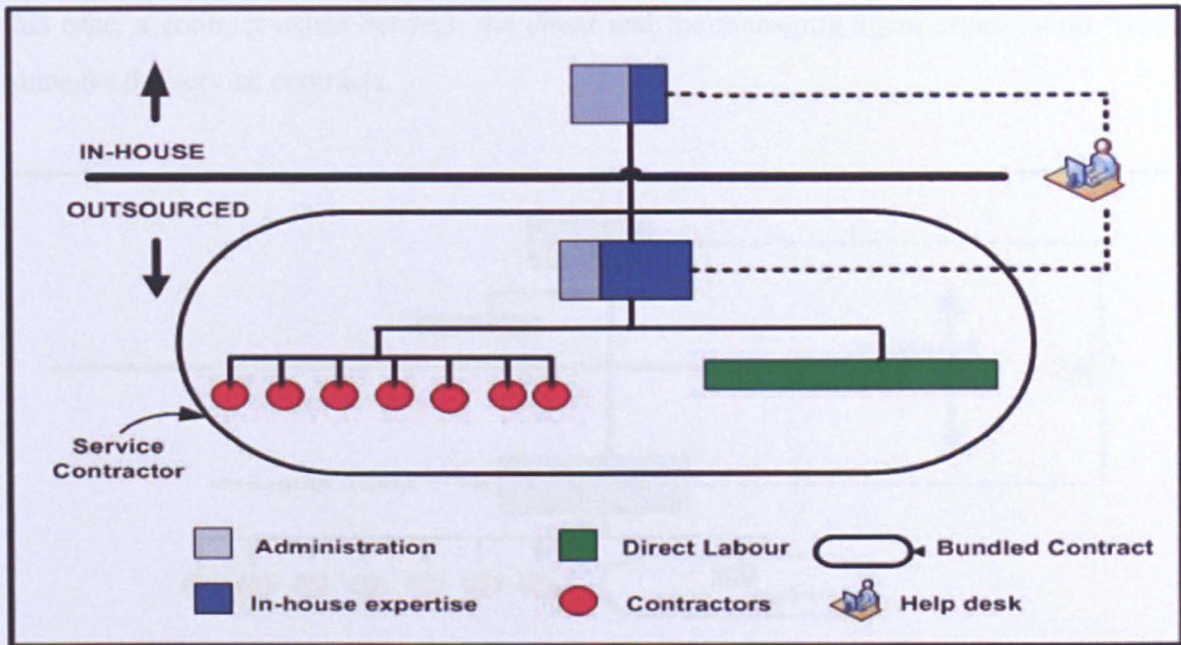 IN-HOUSE
OUTSOURCED
Service
Contractor
Administration
Direct Labour
Bundled Contract
In-house expertise
Contractors
Help desk